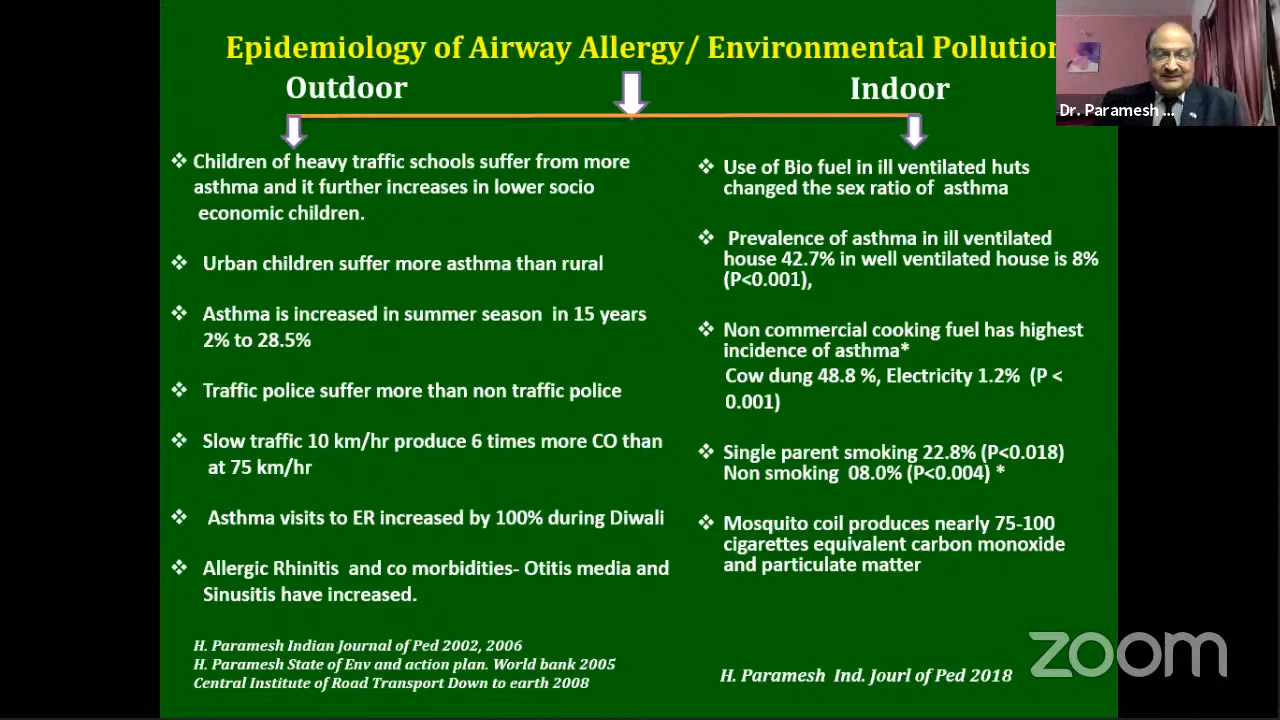 Epidemiology of Airway Allergy/ Environmental Pollution
Outdoor
Indoor
Dr. Paramesh ...
❖ Children of heavy traffic schools suffer from more
asthma and it further increases in lower socio
economic children.
❖ Urban children suffer more asthma than rural
❖ Asthma is increased in summer season in 15 years
2% to 28.5%
❖ Traffic police suffer more than non traffic police
❖ Slow traffic 10 km/hr produce 6 times more CO than
at 75 km/hr
❖ Asthma visits to ER increased by 100% during Diwali
❖ Allergic Rhinitis and co morbidities- Otitis media and
Sinusitis have increased.
H. Paramesh Indian Journal of Ped 2002, 2006
H. Paramesh State of Env and action plan. World bank 2005
Central Institute of Road Transport Down to earth 2008
❖ Use of Bio fuel in ill ventilated huts
changed the sex ratio of asthma
❖ Prevalence of asthma in ill ventilated
house 42.7% in well ventilated house is 8%
(P<0.001),
❖ Non commercial cooking fuel has highest
incidence of asthma*
Cow dung 48.8 %, Electricity 1.2% (P <
0.001)
❖ Single parent smoking 22.8% (P<0.018)
Non smoking 08.0% (P<0.004) *
❖ Mosquito coil produces nearly 75-100
cigarettes equivalent carbon monoxide
and particulate matter
H. Paramesh Ind. Jourl of Ped 2018
zoom